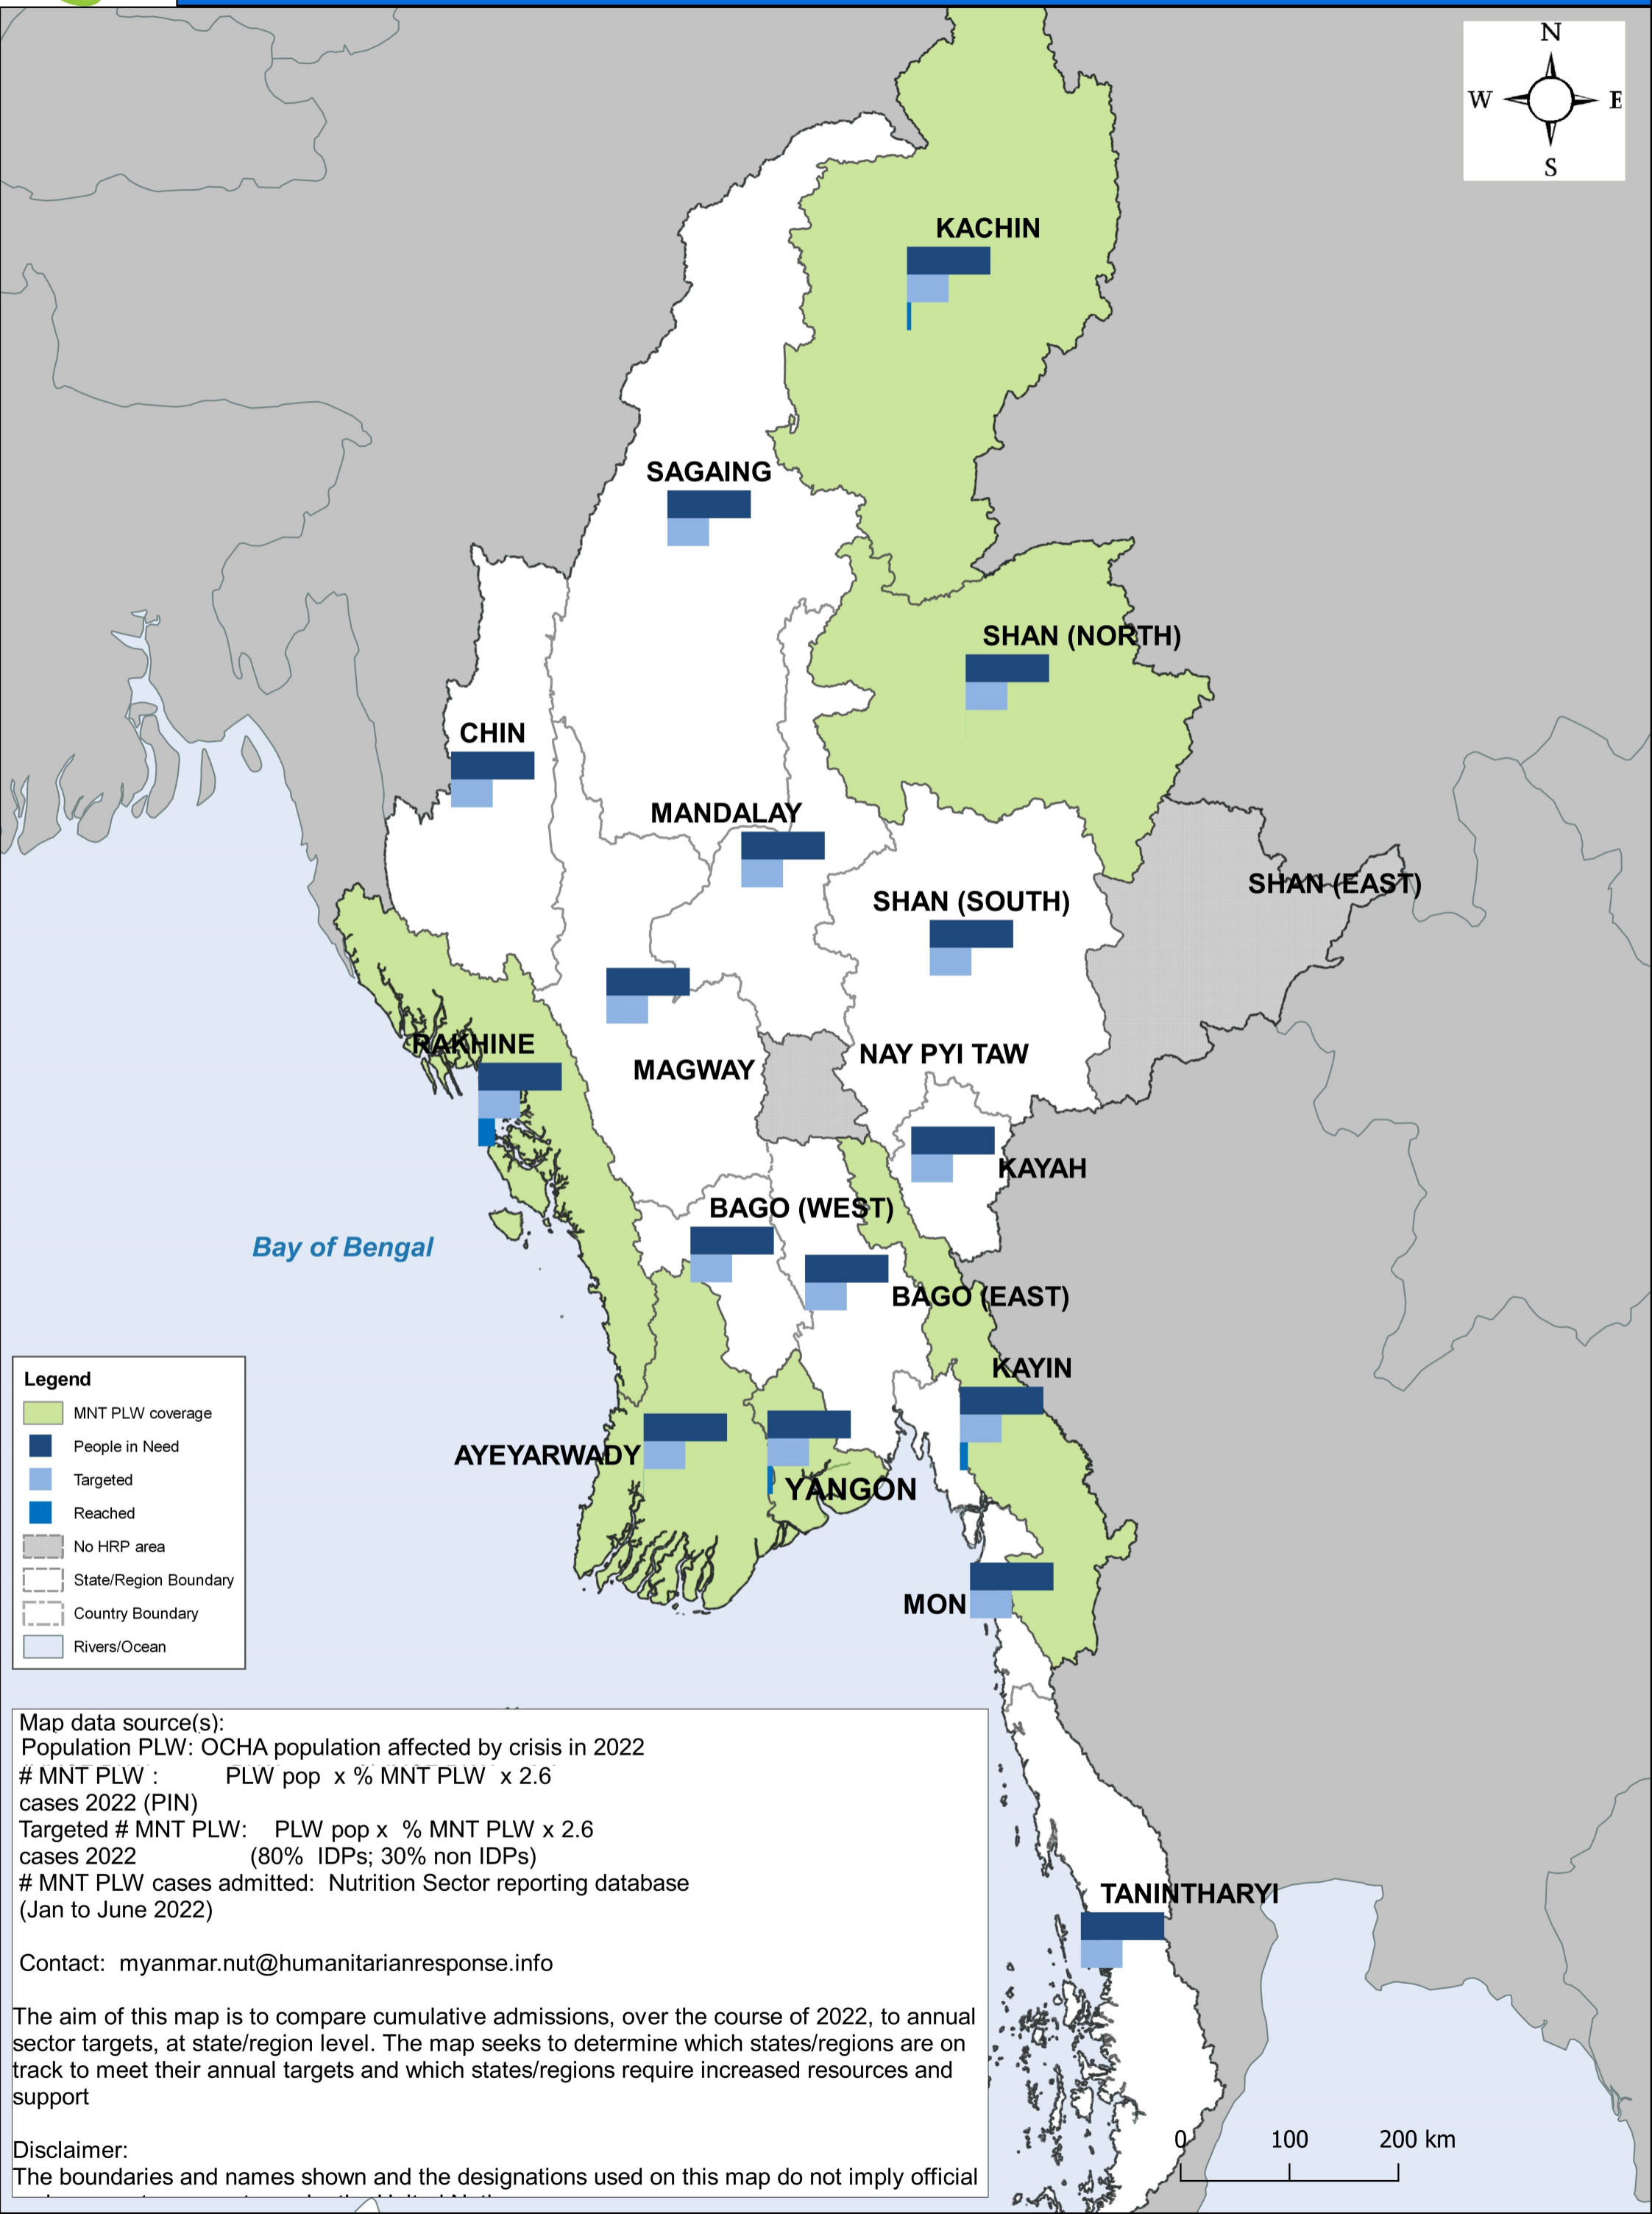 N
W
E
S
KACHIN
SAGAING
SHAN (NORTH)
CHIN
MANDALAY
SHAN (EAST)
SHAN (SOUTH)
RAKHINE
NAY PYI TAW
MAGWAY
KAYAH
BAGO (WEST)
Bay of Bengal
BAGO (EAST)
KAYIN
AYEYARWADY
YANGON
MON
TANINTHARYI
Legend
MNT PLW coverage
People in Need
Targeted
Reached
No HRP area
State/Region Boundary
Country Boundary
Rivers/Ocean
Map data source(s):
Population PLW: OCHA population affected by crisis in 2022
# MNT PLW : PLW pop x % MNT PLW x 2.6
cases 2022 (PIN)
Targeted # MNT PLW: PLW pop x % MNT PLW x 2.6
cases 2022 (80% IDPs; 30% non IDPs)
# MNT PLW cases admitted: Nutrition Sector reporting database
(Jan to June 2022)
Contact: myanmar.nut@humanitarianresponse.info
The aim of this map is to compare cumulative admissions, over the course of 2022, to annual
sector targets, at state/region level. The map seeks to determine which states/regions are on
track to meet their annual targets and which states/regions require increased resources and
support
Disclaimer:
The boundaries and names shown and the designations used on this map do not imply official
0 100 200 km